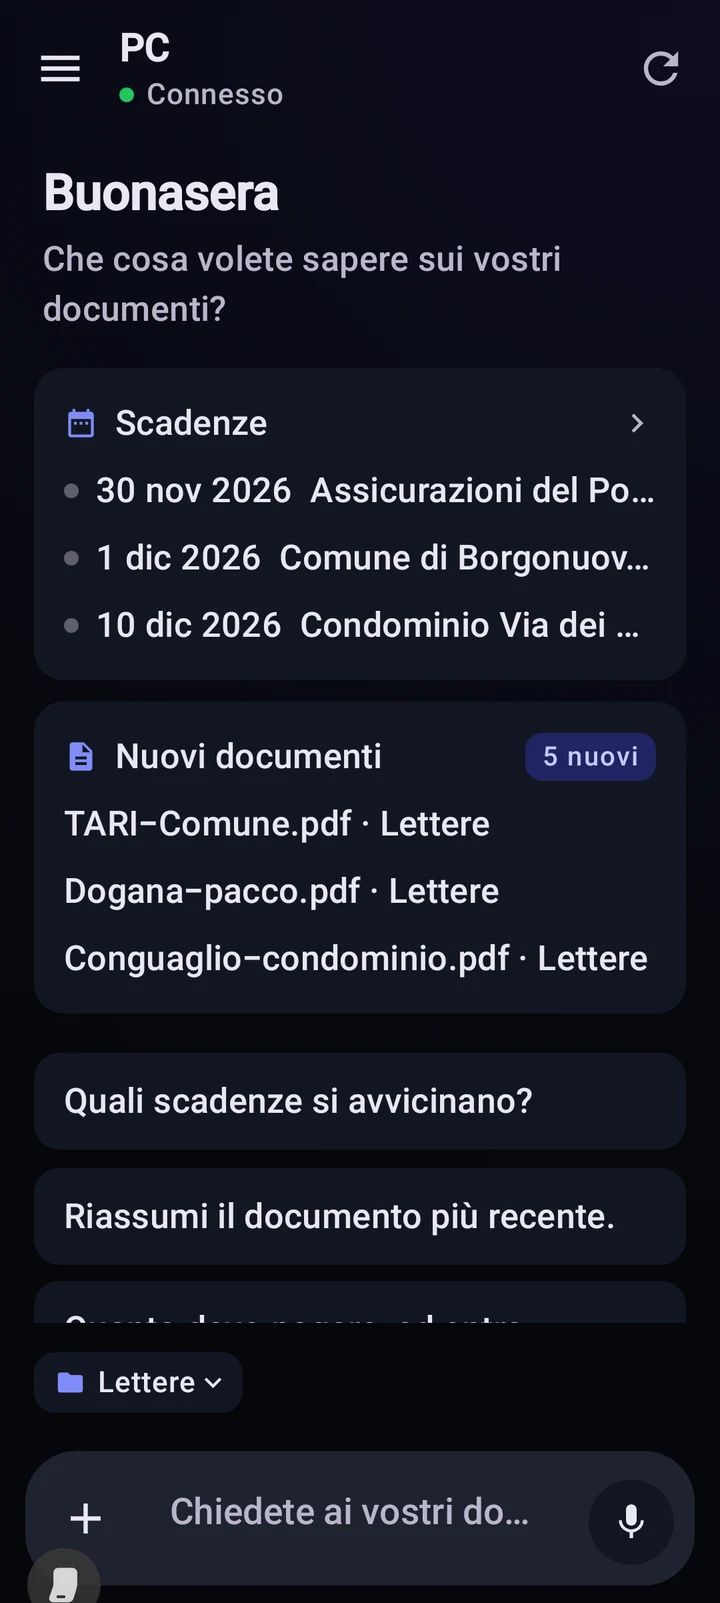 PC
Connesso
Buonasera
Che cosa volete sapere sui vostri
documenti?
Scadenze
30 nov 2026 Assicurazioni del Po…
1 dic 2026 Comune di Borgonuov…
10 dic 2026 Condominio Via dei …
Nuovi documenti
5 nuovi
TARI-Comune.pdf · Lettere
Dogana-pacco.pdf · Lettere
Conguaglio-condominio.pdf · Lettere
Quali scadenze si avvicinano?
Riassumi il documento più recente.
Lettere
Chiedete ai vostri do…